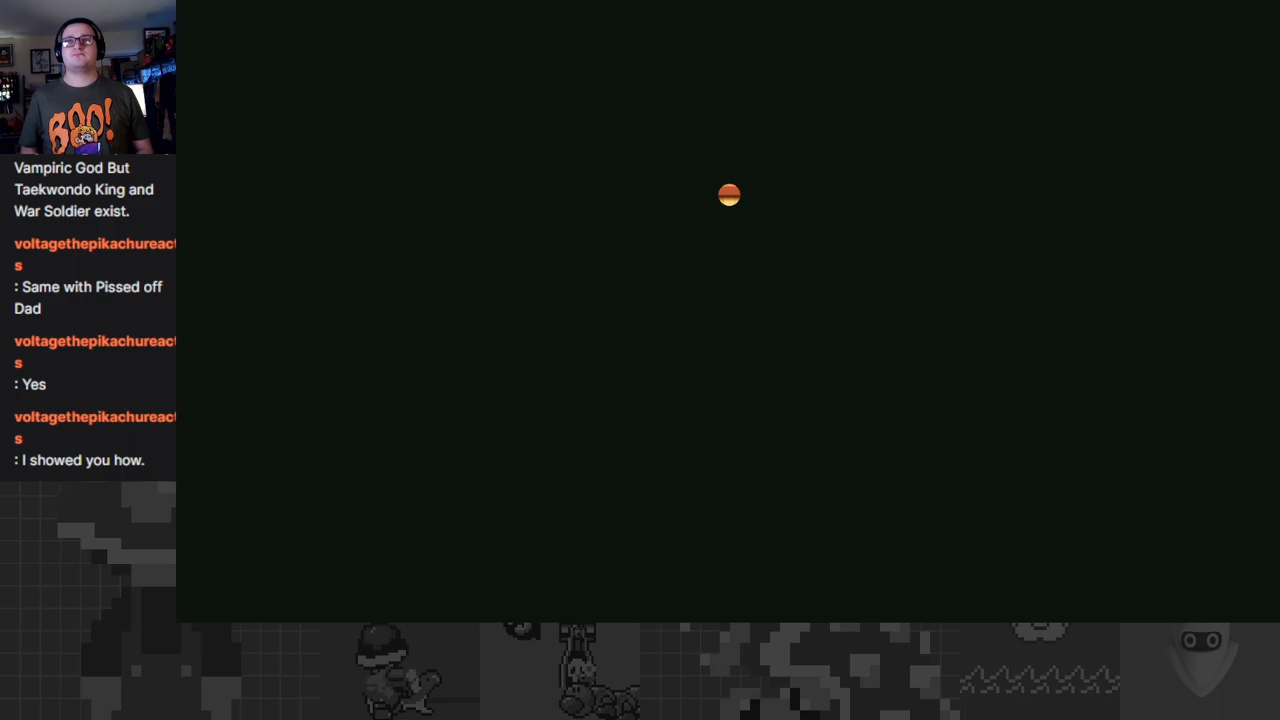 BOO!
Vampiric God But
Taekwondo King and
War Soldier exist.
voltagethepikachureact
s
: Same with Pissed off
Dad
voltagethepikachureact
s
: Yes
voltagethepikachureact
s
: I showed you how.